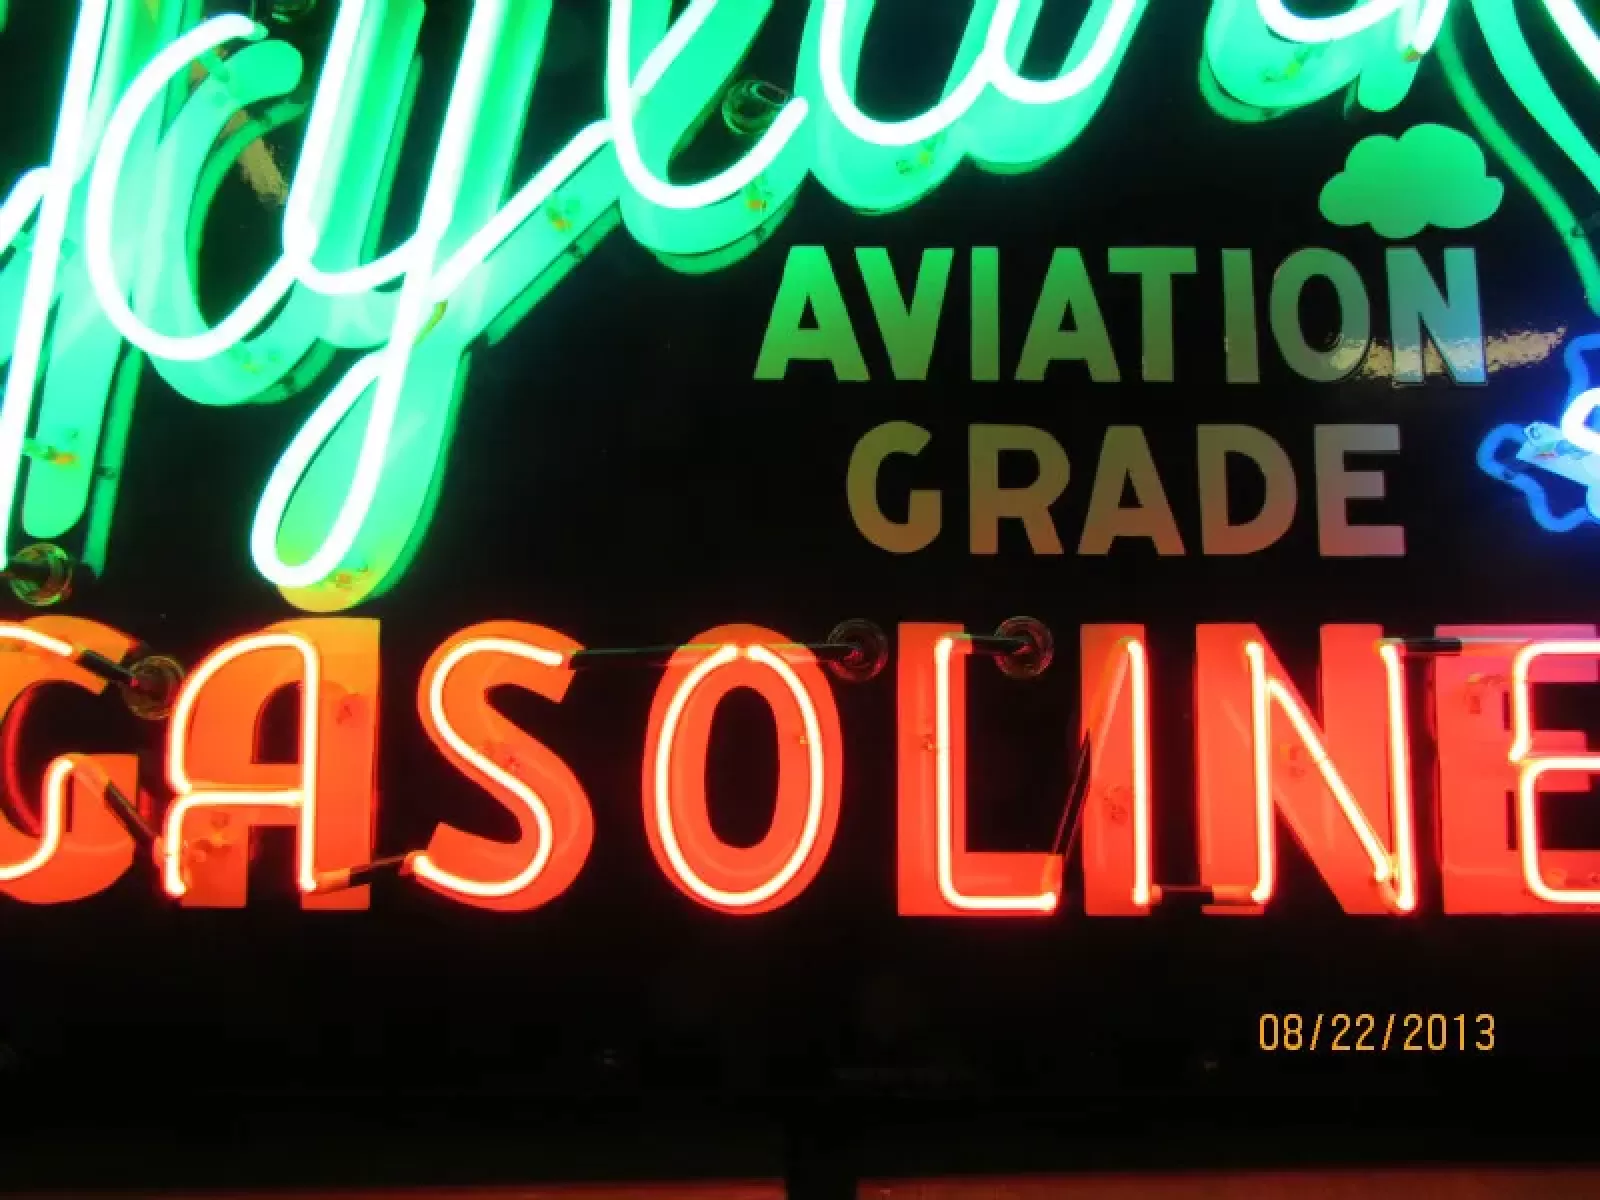 AVIATION
GRADE
GASOLINE
08/22/2013